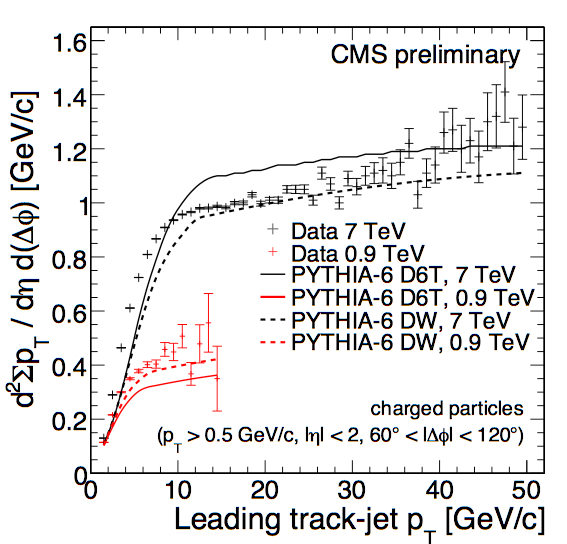 CMS preliminary
d²Σp_T / dη d(Δϕ) [GeV/c]
1.6
1.4
1.2
1
0.8
0.6
0.4
0.2
0
Data 7 TeV
Data 0.9 TeV
PYTHIA-6 D6T, 7 TeV
PYTHIA-6 D6T, 0.9 TeV
PYTHIA-6 DW, 7 TeV
PYTHIA-6 DW, 0.9 TeV
charged particles
(p_T > 0.5 GeV/c, |η| < 2, 60° < |Δϕ| < 120°)
0 10 20 30 40 50
Leading track-jet p_T [GeV/c]